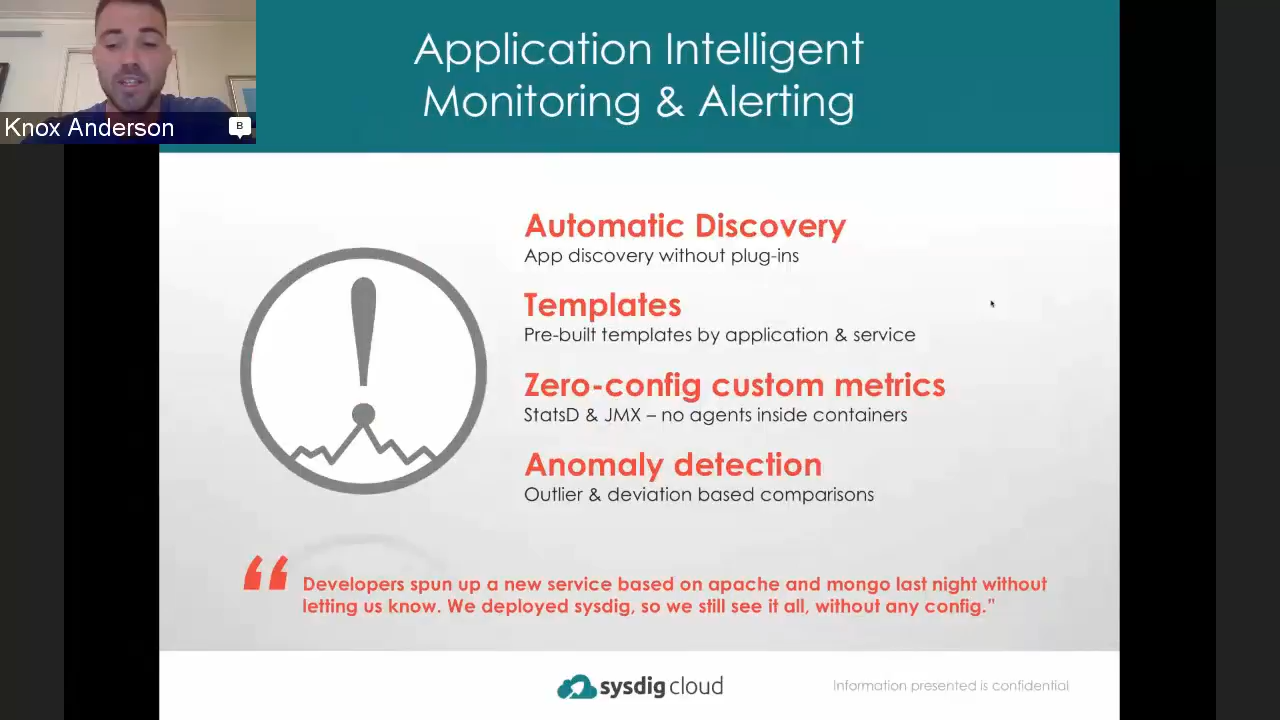 Application Intelligent
Monitoring & Alerting
Knox Anderson
B
Automatic Discovery
App discovery without plug-ins
Templates
Pre-built templates by application & service
Zero-config custom metrics
StatsD & JMX – no agents inside containers
Anomaly detection
Outlier & deviation based comparisons
“ Developers spun up a new service based on apache and mongo last night without
letting us know. We deployed sysdig, so we still see it all, without any config."
sysdig cloud
Information presented is confidential